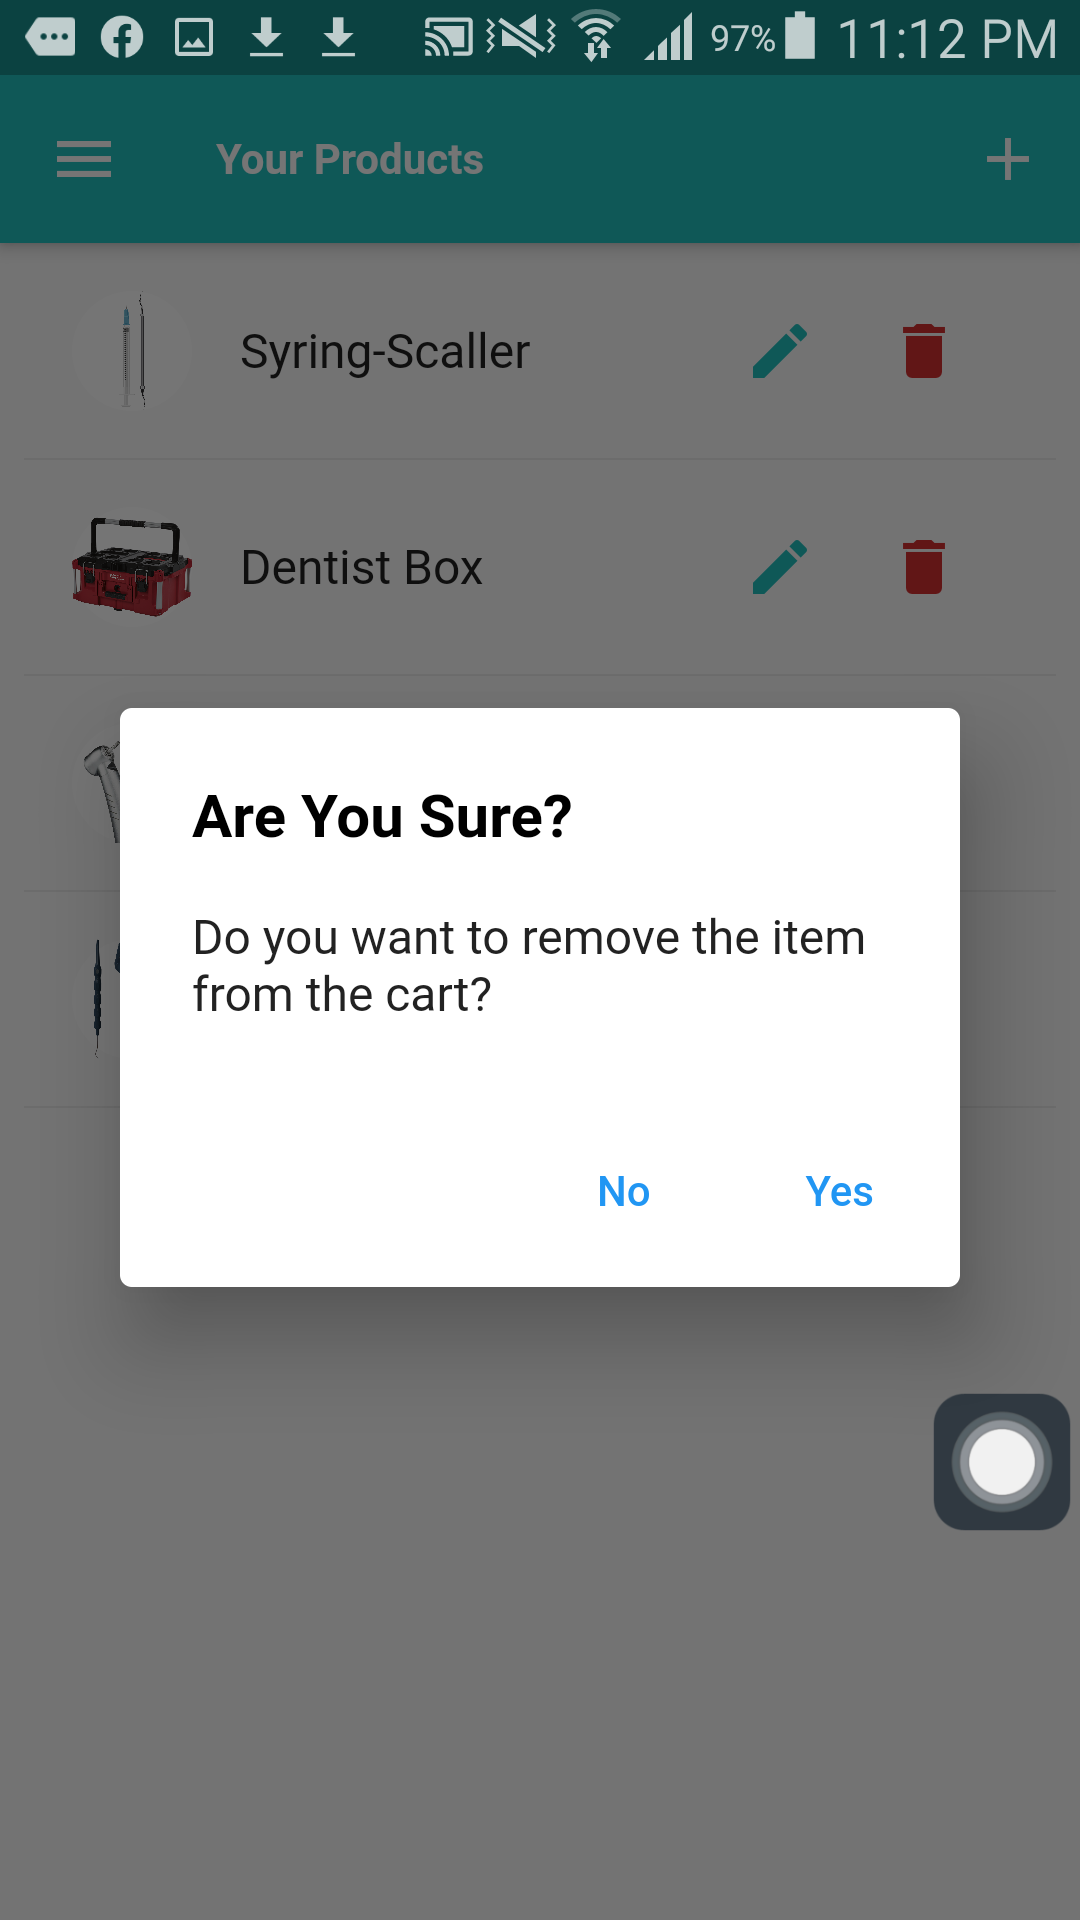 97% 11:12 PM
Your Products
Syring-Scaller
Dentist Box
Are You Sure?
Do you want to remove the item
from the cart?
No Yes